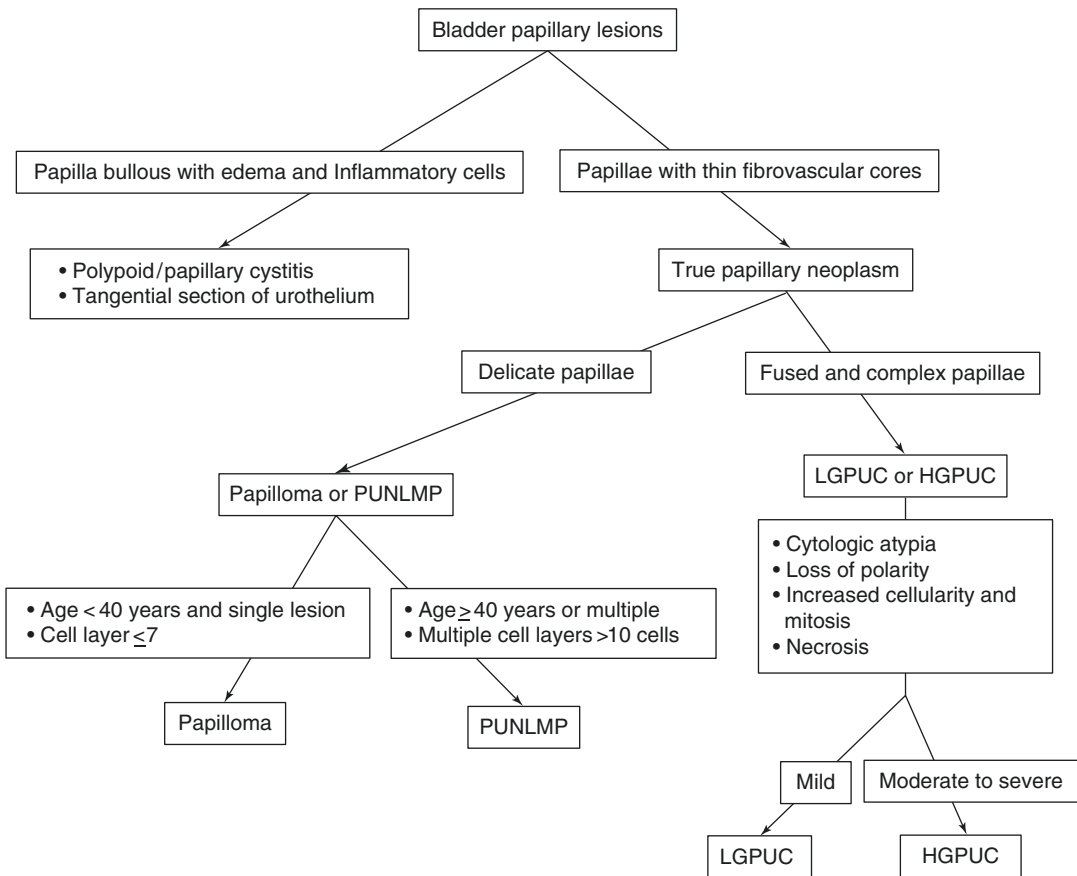 Bladder papillary lesions
Papilla bullous with edema and Inflammatory cells
Papillae with thin fibrovascular cores
• Polypoid/papillary cystitis
• Tangential section of urothelium
True papillary neoplasm
Delicate papillae
Fused and complex papillae
Papilloma or PUNLMP
LGPUC or HGPUC
• Age < 40 years and single lesion
• Cell layer ≤7
• Age ≥ 40 years or multiple
• Multiple cell layers >10 cells
• Cytologic atypia
• Loss of polarity
• Increased cellularity and
mitosis
• Necrosis
Papilloma
PUNLMP
Mild
Moderate to severe
LGPUC
HGPUC